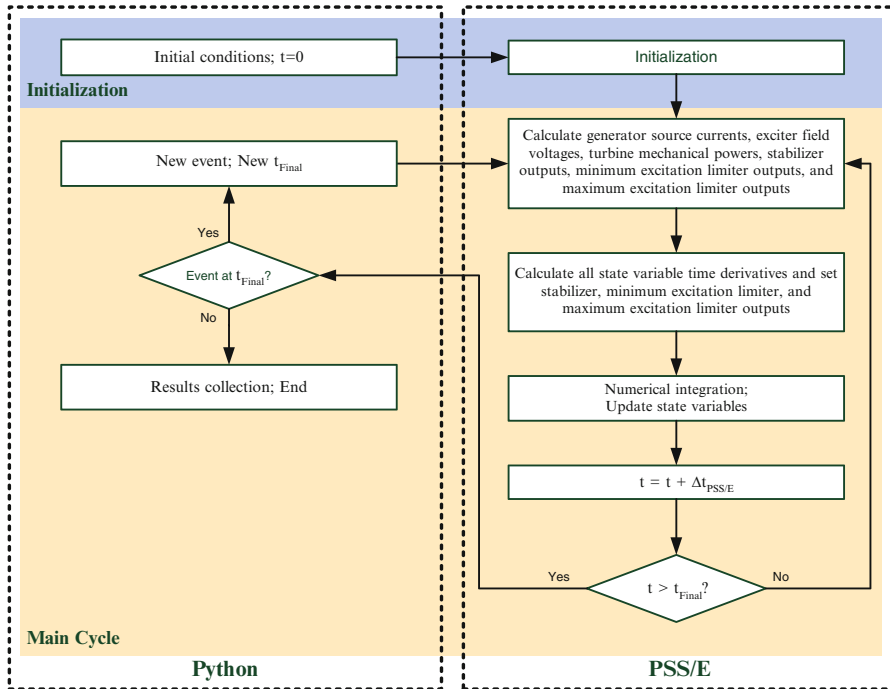 Initial conditions; t=0
Initialization
Initialization
Calculate generator source currents, exciter field
voltages, turbine mechanical powers, stabilizer
outputs, minimum excitation limiter outputs, and
maximum excitation limiter outputs
New event; New tFinal
Yes
Event at tFinal?
No
Results collection; End
Calculate all state variable time derivatives and set
stabilizer, minimum excitation limiter, and
maximum excitation limiter outputs
Numerical integration;
Update state variables
t = t + ΔtPSS/E
Yes
t > tFinal?
No
Main Cycle
Python
PSS/E